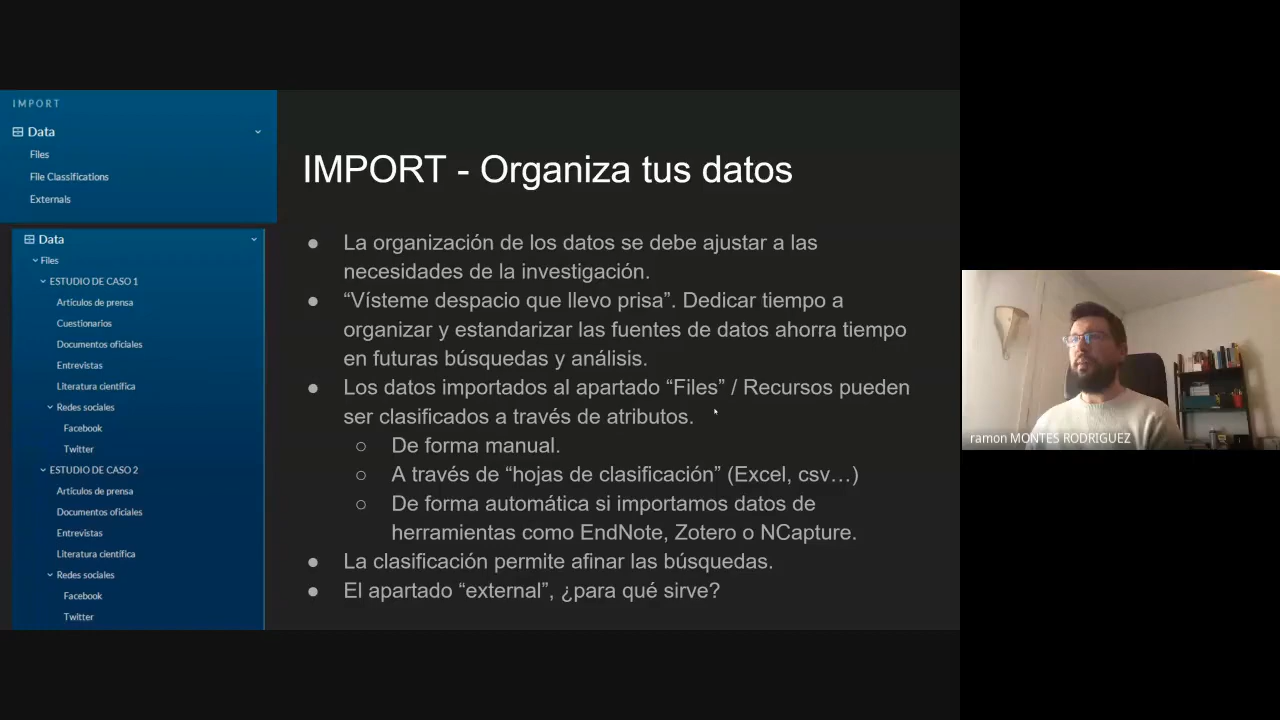 IMPORT
Data
Files
File Classifications
Externals
Data
Files
ESTUDIO DE CASO 1
Artículos de prensa
Cuestionarios
Documentos oficiales
Entrevistas
Literatura científica
Redes sociales
Facebook
Twitter
ESTUDIO DE CASO 2
Artículos de prensa
Documentos oficiales
Entrevistas
Literatura científica
Redes sociales
Facebook
Twitter
IMPORT - Organiza tus datos
● La organización de los datos se debe ajustar a las
necesidades de la investigación.
● “Vísteme despacio que llevo prisa”. Dedicar tiempo a
organizar y estandarizar las fuentes de datos ahorra tiempo
en futuras búsquedas y análisis.
● Los datos importados al apartado “Files” / Recursos pueden
ser clasificados a través de atributos.
○ De forma manual.
○ A través de “hojas de clasificación” (Excel, csv…)
○ De forma automática si importamos datos de
herramientas como EndNote, Zotero o NCapture.
● La clasificación permite afinar las búsquedas.
● El apartado “external”, ¿para qué sirve?
ramon MONTES RODRIGUEZ